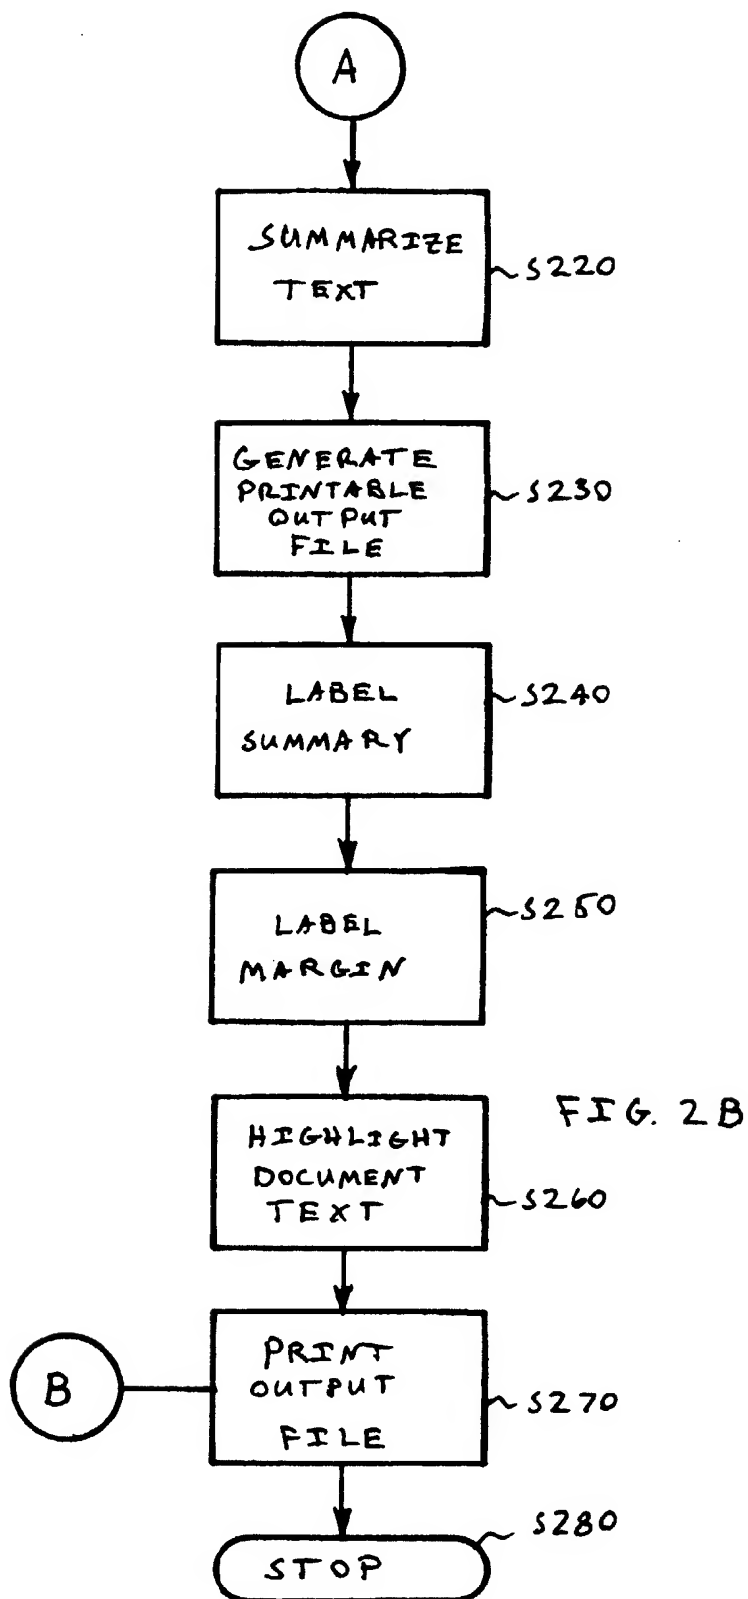 A
SUMMARIZE
TEXT
S220
GENERATE
PRINTABLE
OUTPUT
FILE
S230
LABEL
SUMMARY
S240
LABEL
MARGIN
S250
HIGHLIGHT
DOCUMENT
TEXT
S260
FIG. 2B
B
PRINT
OUTPUT
FILE
S270
STOP
S280